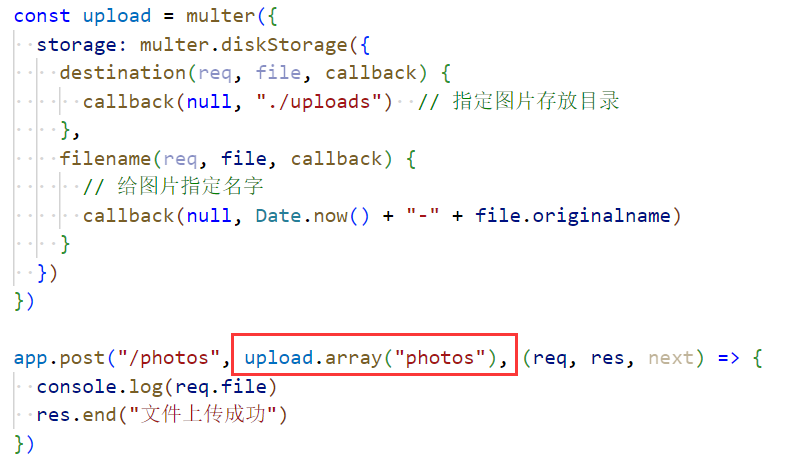 const upload = multer({
storage: multer.diskStorage({
destination(req, file, callback) {
callback(null, "./uploads") // 指定图片存放目录
},
filename(req, file, callback) {
// 给图片指定名字
callback(null, Date.now() + "-" + file.originalname)
}
})
})
app.post("/photos", upload.array("photos"), (req, res, next) => {
console.log(req.file)
res.end("文件上传成功")
})